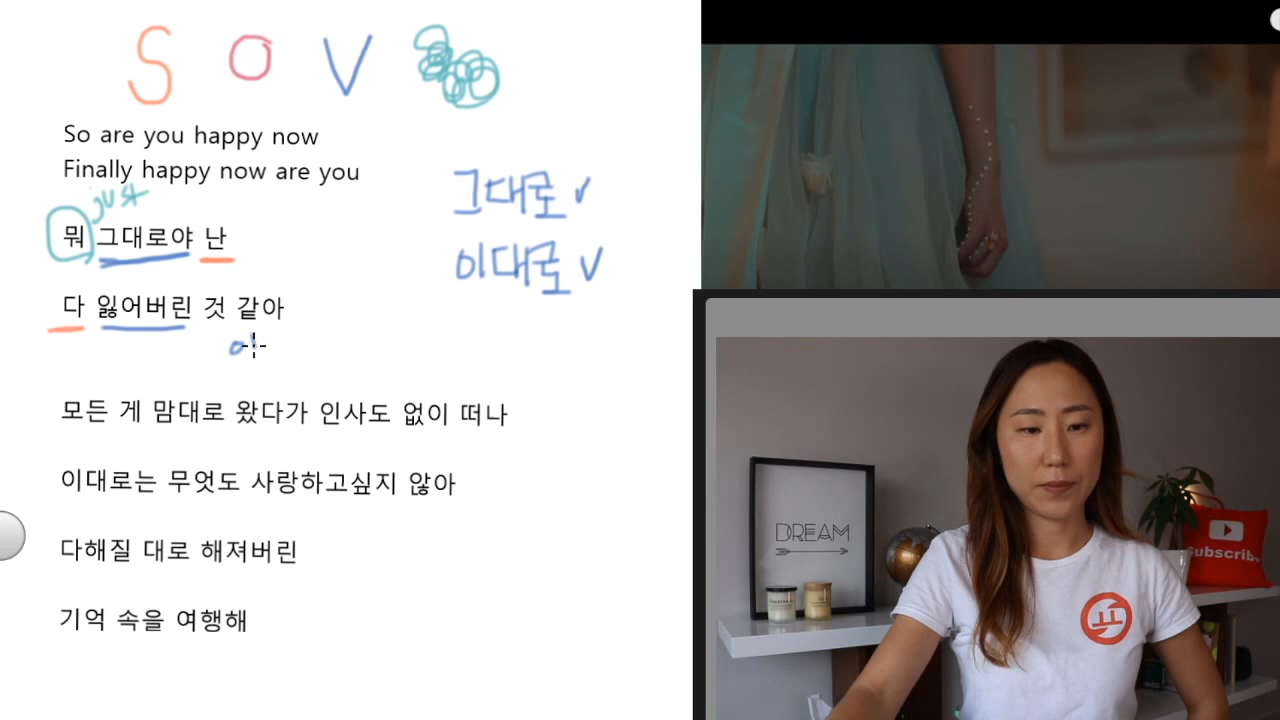 S O V
So are you happy now
Finally happy now are you
just
뭐 그대로야 난
그대로 v
이대로 v
다 잃어버린 것 같아
모든 게 맘대로 왔다가 인사도 없이 떠나
이대로는 무엇도 사랑하고싶지 않아
다해질 대로 해져버린
기억 속을 여행해
DREAM
Subscribe